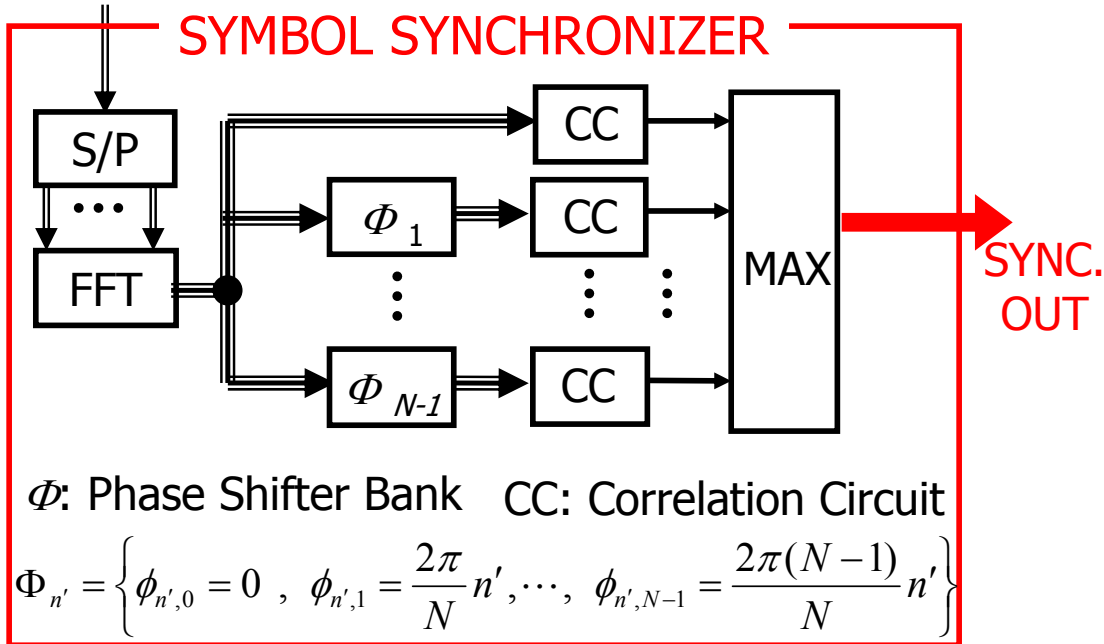 SYMBOL SYNCHRONIZER
S/P
•••
FFT
CC
Φ 1
CC
MAX
SYNC.
OUT
Φ N-1
CC
Φ: Phase Shifter Bank CC: Correlation Circuit
Φn' = { ϕn',0 = 0 , ϕn',1 = 2π/N n', ⋯, ϕn',N−1 = 2π(N−1)/N n' }